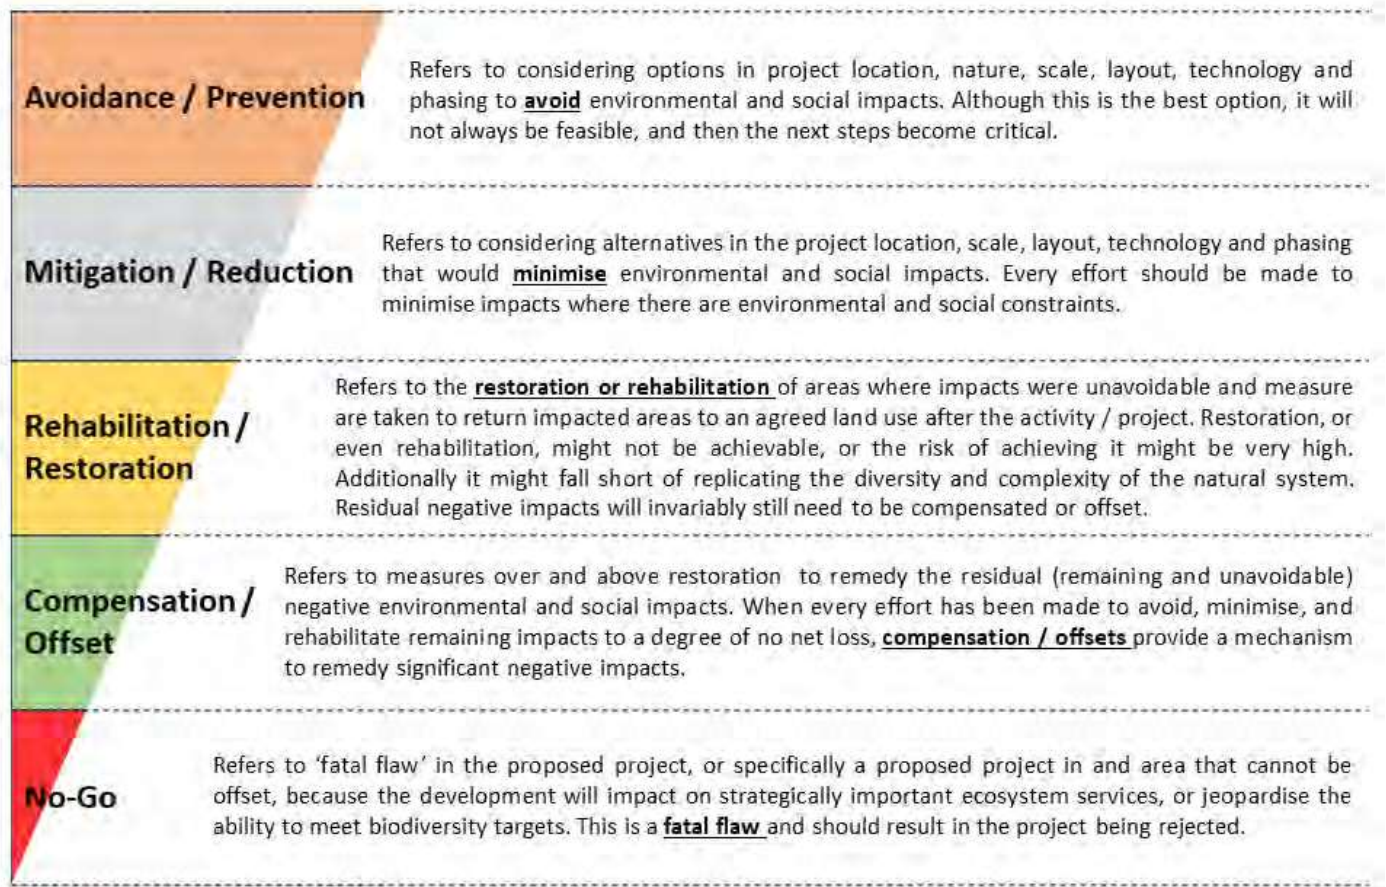 Avoidance / Prevention
Refers to considering options in project location, nature, scale, layout, technology and
phasing to avoid environmental and social impacts. Although this is the best option, it will
not always be feasible, and then the next steps become critical.
Mitigation / Reduction
Refers to considering alternatives in the project location, scale, layout, technology and phasing
that would minimise environmental and social impacts. Every effort should be made to
minimise impacts where there are environmental and social constraints.
Rehabilitation /
Restoration
Refers to the restoration or rehabilitation of areas where impacts were unavoidable and measure
are taken to return impacted areas to an agreed land use after the activity / project. Restoration, or
even rehabilitation, might not be achievable, or the risk of achieving it might be very high.
Additionally it might fall short of replicating the diversity and complexity of the natural system.
Residual negative impacts will invariably still need to be compensated or offset.
Compensation /
Offset
Refers to measures over and above restoration to remedy the residual (remaining and unavoidable)
negative environmental and social impacts. When every effort has been made to avoid, minimise, and
rehabilitate remaining impacts to a degree of no net loss, compensation / offsets provide a mechanism
to remedy significant negative impacts.
No-Go
Refers to ‘fatal flaw’ in the proposed project, or specifically a proposed project in and area that cannot be
offset, because the development will impact on strategically important ecosystem services, or jeopardise the
ability to meet biodiversity targets. This is a fatal flaw and should result in the project being rejected.